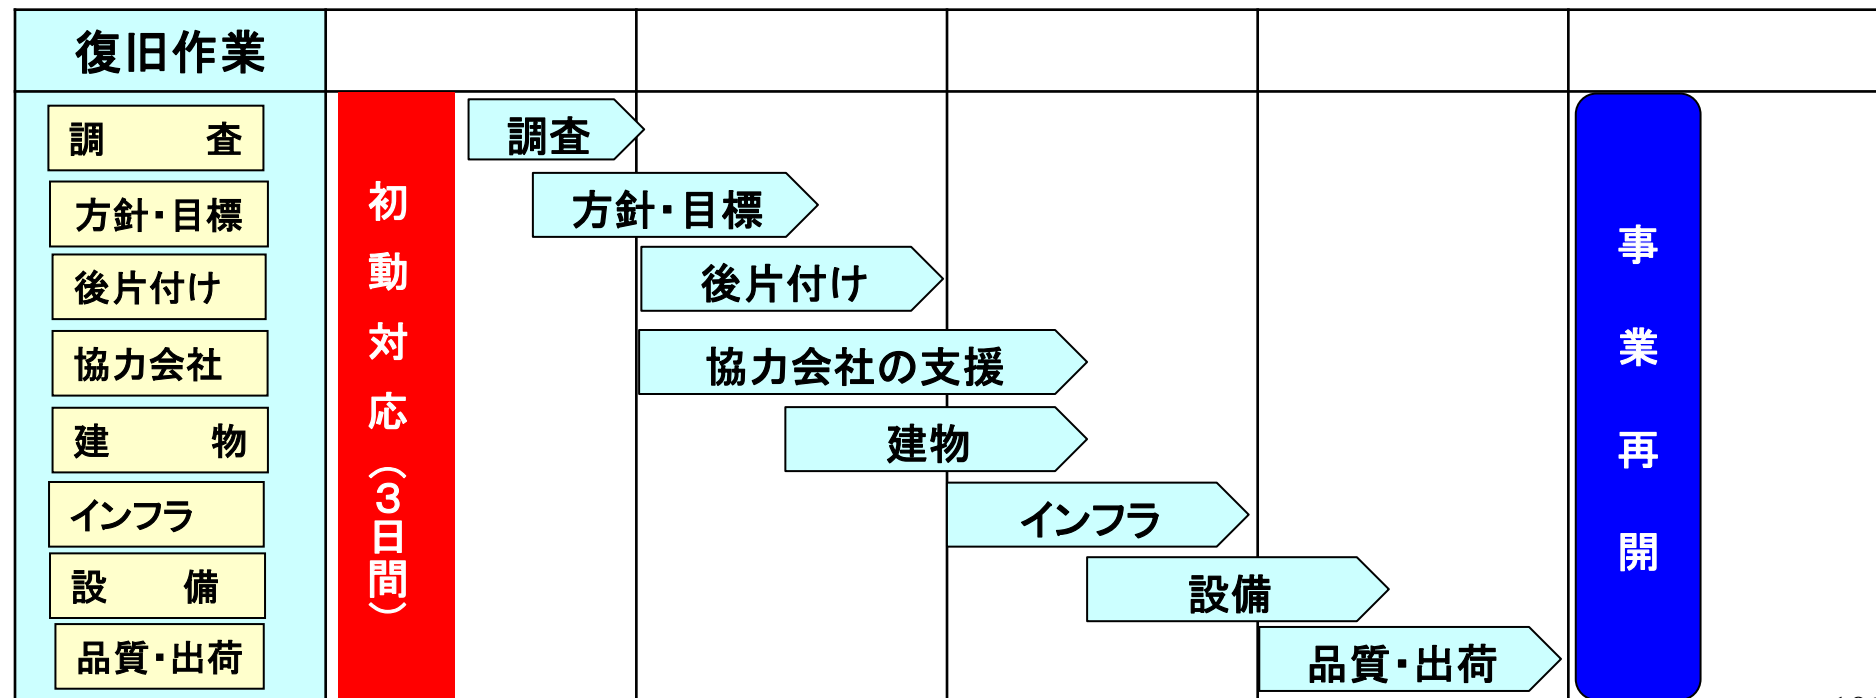 復旧作業
調査
方針・目標
後片付け
協力会社
建物
インフラ
設備
品質・出荷
初動対応(3日間)
調査
方針・目標
後片付け
協力会社の支援
建物
インフラ
設備
品質・出荷
事業再開